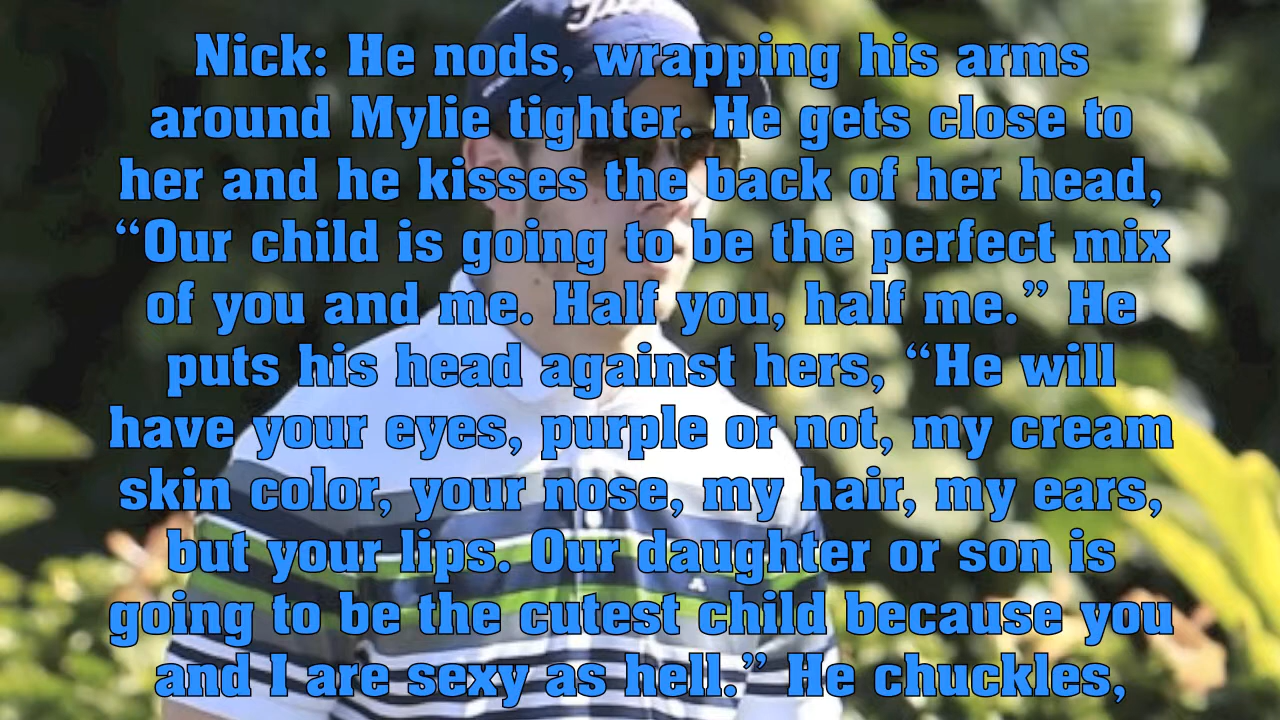 Nick: He nods, wrapping his arms
around Mylie tighter. He gets close to
her and he kisses the back of her head,
“Our child is going to be the perfect mix
of you and me. Half you, half me.” He
puts his head against hers, “He will
have your eyes, purple or not, my cream
skin color, your nose, my hair, my ears,
but your lips. Our daughter or son is
going to be the cutest child because you
and I are sexy as hell.” He chuckles,